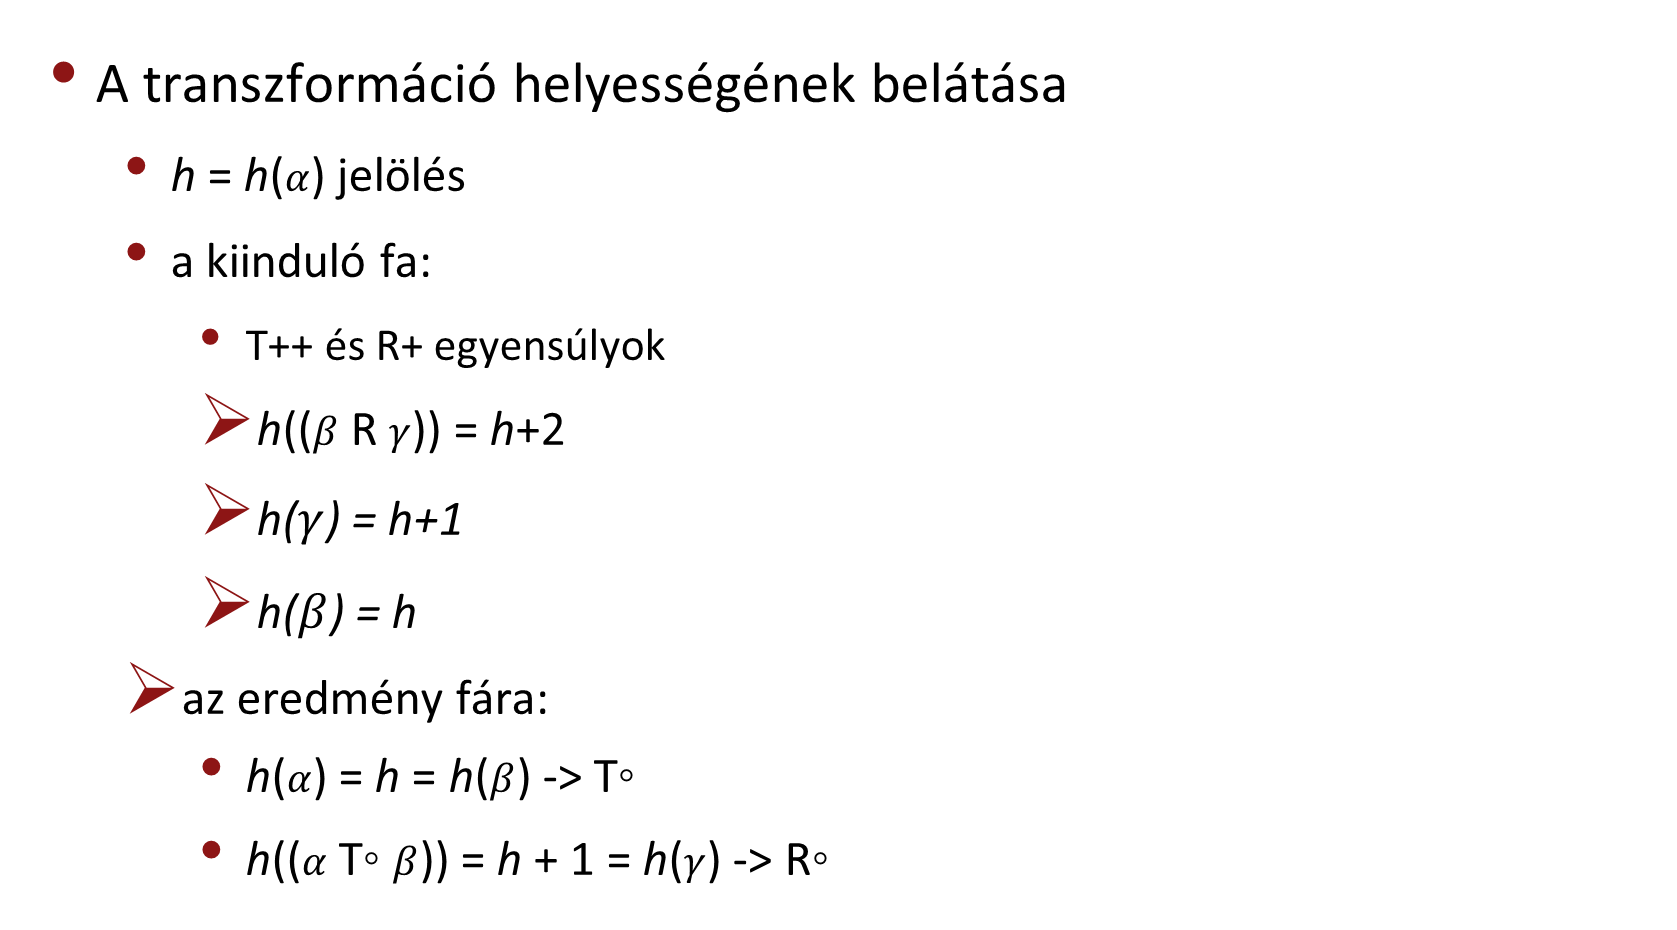 • A transzformáció helyességének belátása
• h = h(α) jelölés
• a kiinduló fa:
• T++ és R+ egyensúlyok
➢ h((β R γ)) = h+2
➢ h(γ) = h+1
➢ h(β) = h
➢ az eredmény fára:
• h(α) = h = h(β) -> T◦
• h((α T◦ β)) = h + 1 = h(γ) -> R◦